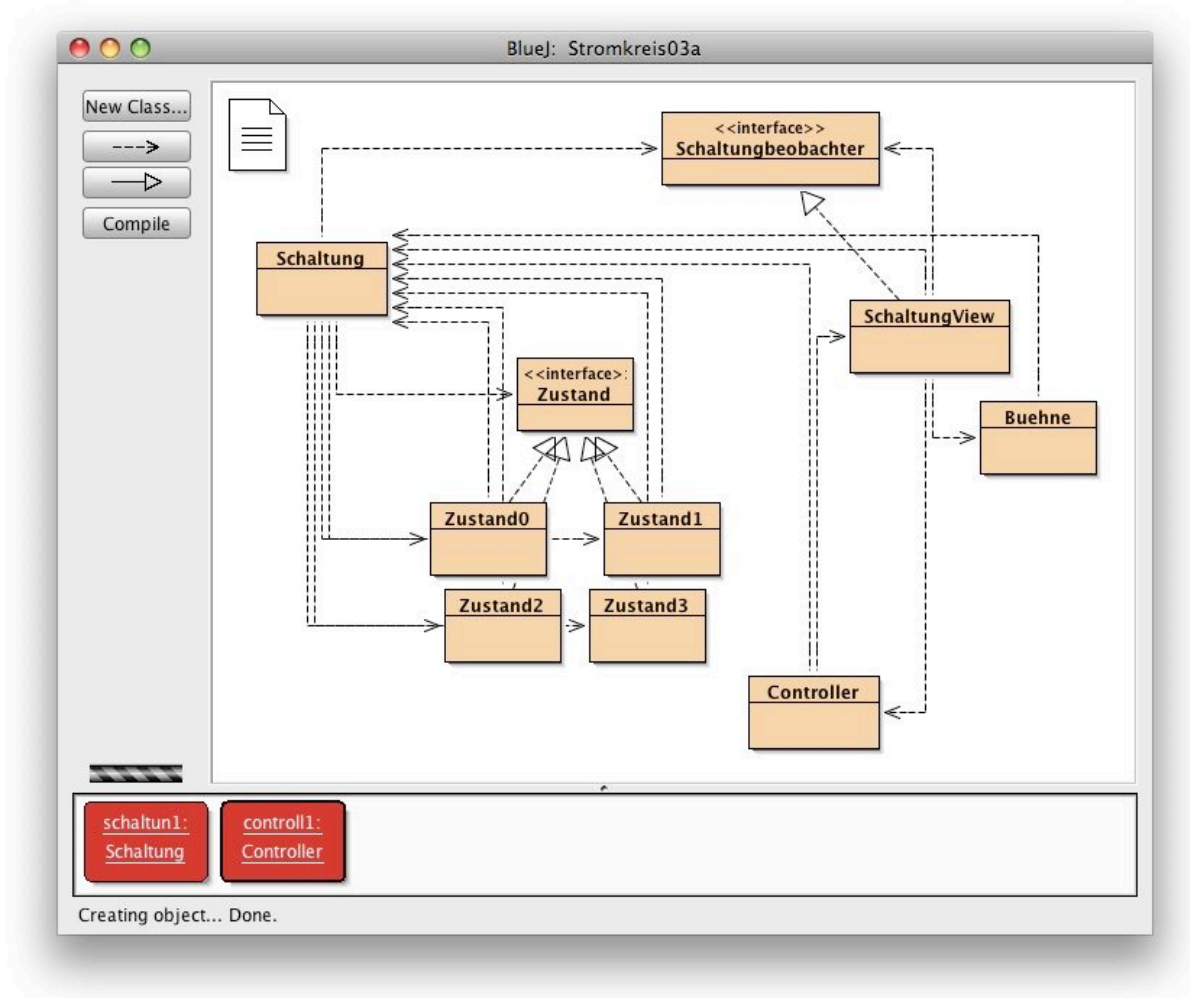 BlueJ: Stromkreis03a
New Class...
Compile
<<interface>>
Schaltungbeobachter
Schaltung
SchaltungView
<<interface>:
Zustand
Buehne
Zustand0
Zustand1
Zustand2
Zustand3
Controller
schaltun1:
Schaltung
controll1:
Controller
Creating object... Done.